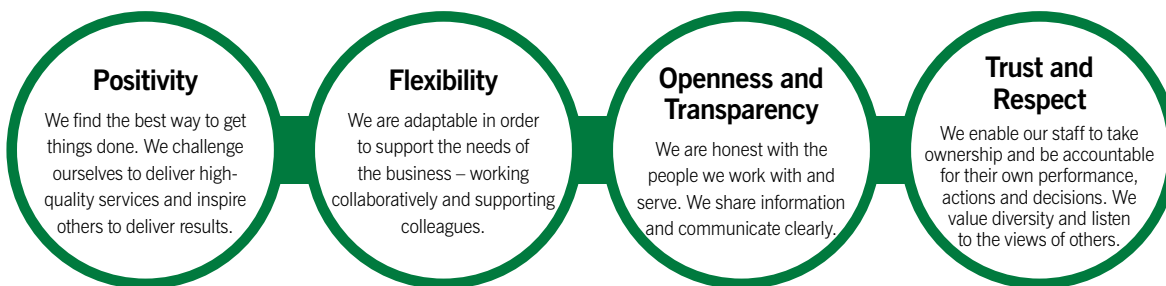 Positivity
We find the best way to get
things done. We challenge
ourselves to deliver high-
quality services and inspire
others to deliver results.
Flexibility
We are adaptable in order
to support the needs of
the business – working
collaboratively and supporting
colleagues.
Openness and
Transparency
We are honest with the
people we work with and
serve. We share information
and communicate clearly.
Trust and
Respect
We enable our staff to take
ownership and be accountable
for their own performance,
actions and decisions. We
value diversity and listen
to the views of others.